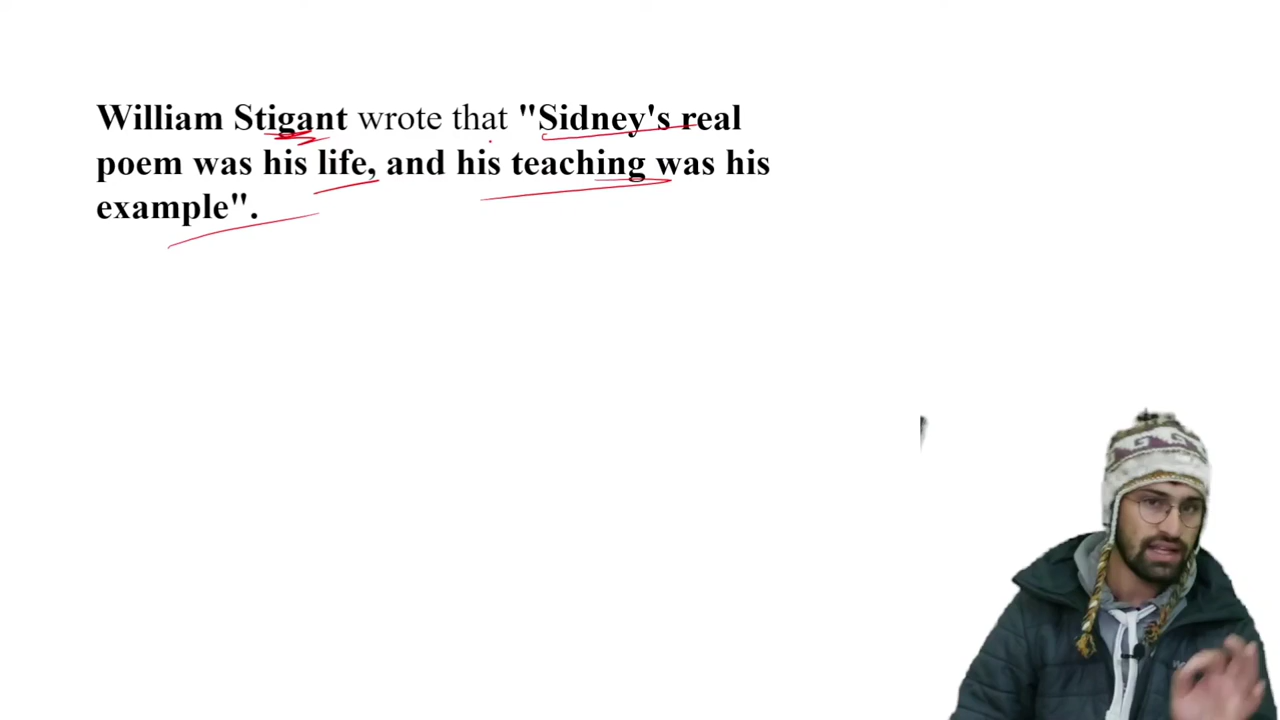 William Stigant wrote that "Sidney's real
poem was his life, and his teaching was his
example".